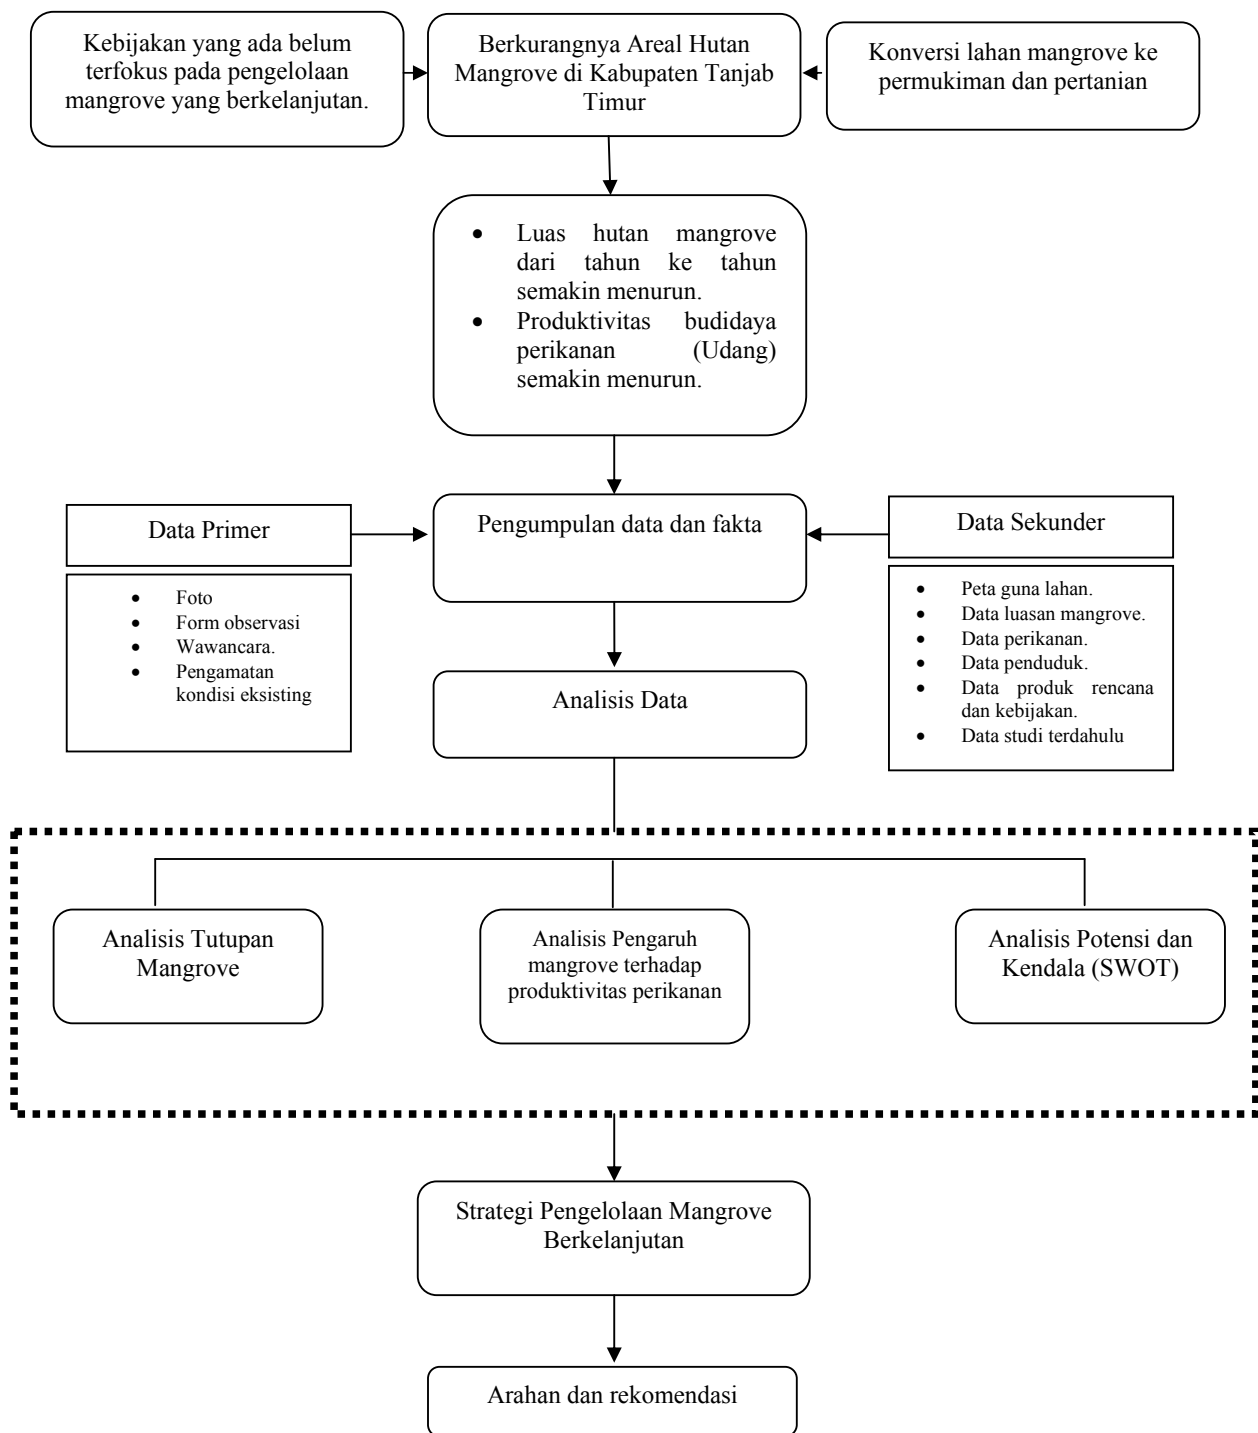 Kebijakan yang ada belum
terfokus pada pengelolaan
mangrove yang berkelanjutan.
Berkurangnya Areal Hutan
Mangrove di Kabupaten Tanjab
Timur
Konversi lahan mangrove ke
permukiman dan pertanian
• Luas hutan mangrove
dari tahun ke tahun
semakin menurun.
• Produktivitas budidaya
perikanan (Udang)
semakin menurun.
Data Primer
• Foto
• Form observasi
• Wawancara.
• Pengamatan
kondisi eksisting
Pengumpulan data dan fakta
Data Sekunder
• Peta guna lahan.
• Data luasan mangrove.
• Data perikanan.
• Data penduduk.
• Data produk rencana
dan kebijakan.
• Data studi terdahulu
Analisis Data
Analisis Tutupan
Mangrove
Analisis Pengaruh
mangrove terhadap
produktivitas perikanan
Analisis Potensi dan
Kendala (SWOT)
Strategi Pengelolaan Mangrove
Berkelanjutan
Arahan dan rekomendasi